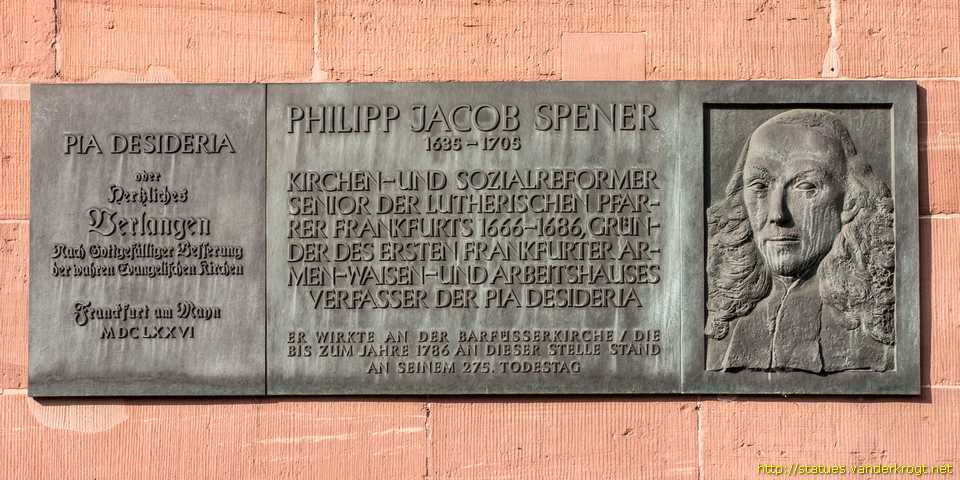 PIA DESIDERIA
oder
Hertzliches
Verlangen
Nach Gottgefälliger Besserung
der wahren Evangelischen Kirchen
Franckfurt am Mayn
MDCLXXVI
PHILIPP JACOB SPENER
1635-1705
KIRCHEN-UND SOZIALREFORMER
SENIOR DER LUTHERISCHEN PFAR-
RER FRANKFURTS 1666-1686, GRÜN-
DER DES ERSTEN FRANKFURTER AR-
MEN-WAISEN-UND ARBEITSHAUSES
VERFASSER DER PIA DESIDERIA
ER WIRKTE AN DER BARFÜSSERKIRCHE / DIE
BIS ZUM JAHRE 1786 AN DIESER STELLE STAND
AN SEINEM 275. TODESTAG
http://statues.vanderkrogt.net